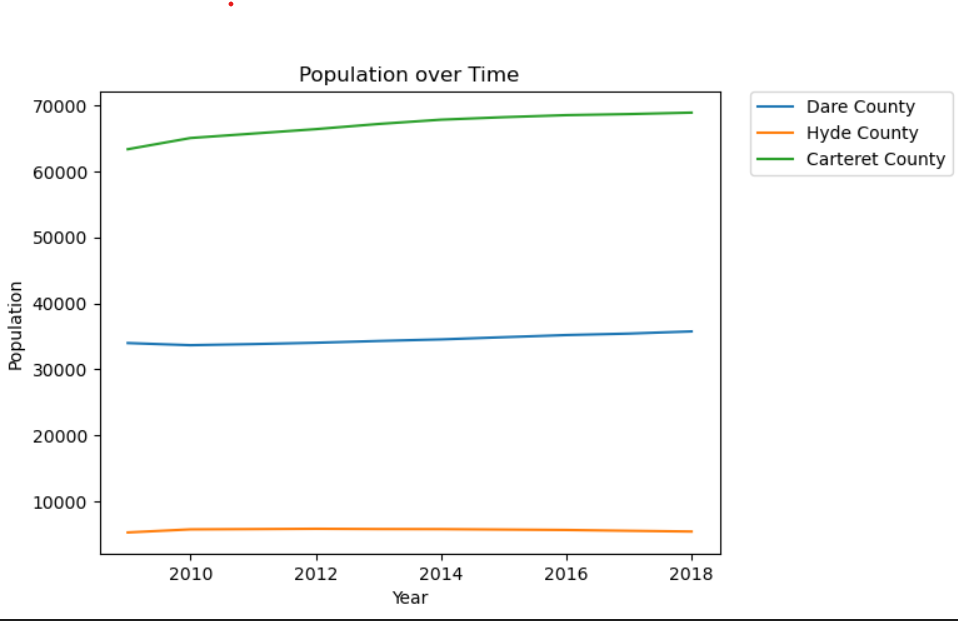 Population over Time
Dare County
Hyde County
Carteret County
70000
60000
50000
40000
30000
20000
10000
Population
2010 2012 2014 2016 2018
Year